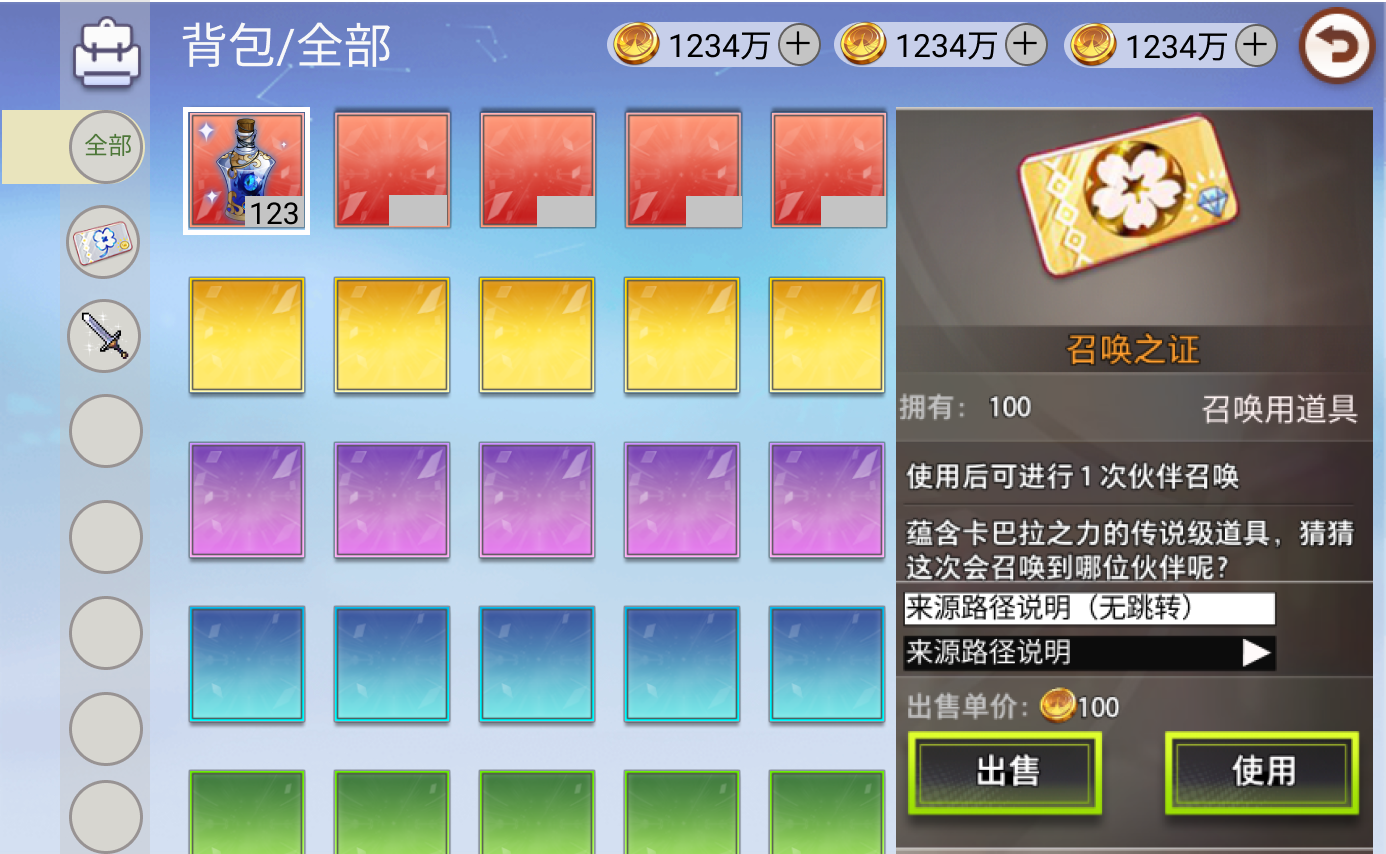 背包/全部
1234万
1234万
1234万
全部
123
召唤之证
拥有： 100
召唤用道具
使用后可进行1次伙伴召唤
蕴含卡巴拉之力的传说级道具，猜猜
这次会召唤到哪位伙伴呢?
来源路径说明（无跳转）
来源路径说明
出售单价：100
出售
使用